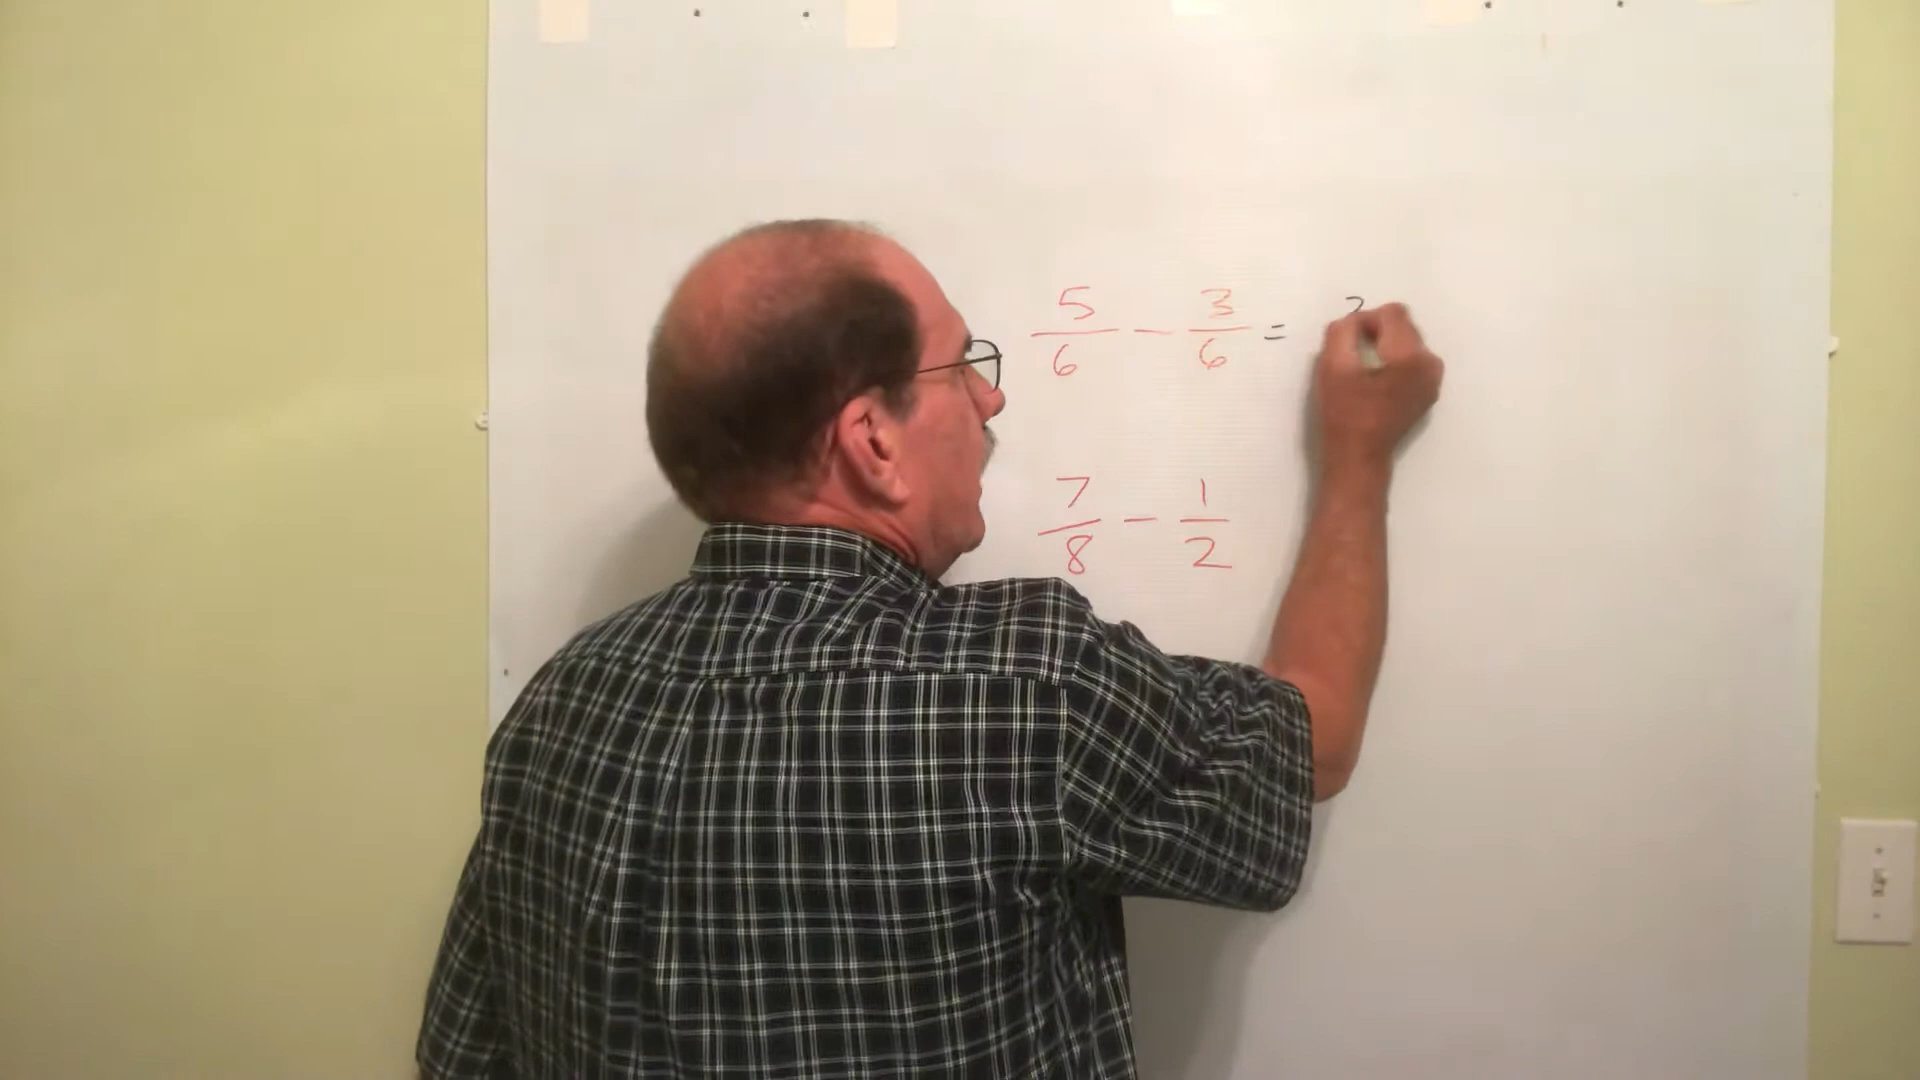 5/6 - 3/6 =
7/8 - 1/2